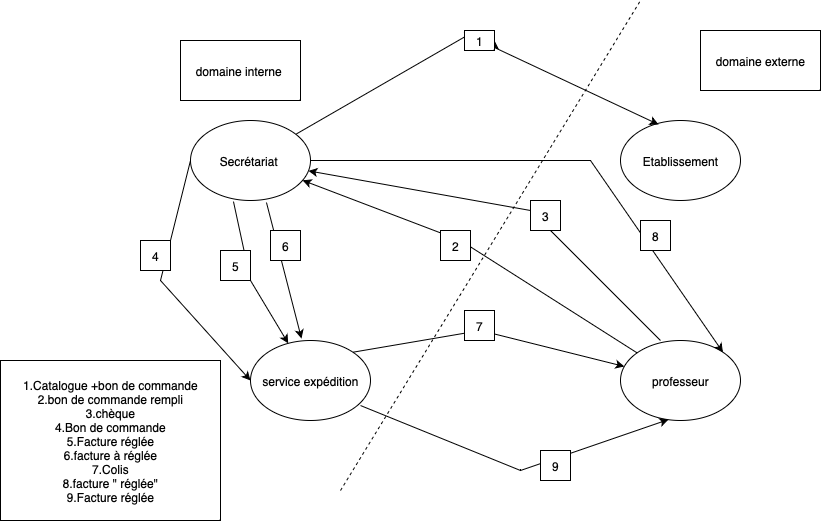 1
domaine interne
domaine externe
Secrétariat
Etablissement
3
8
2
4
5
6
7
service expédition
professeur
1.Catalogue +bon de commande
2.bon de commande rempli
3.chèque
4.Bon de commande
5.Facture réglée
6.facture à réglée
7.Colis
8.facture " réglée"
9.Facture réglée
9